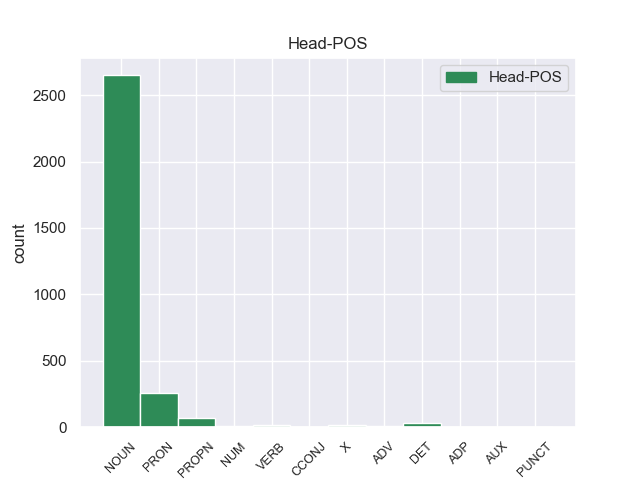 Head-POS
Head-POS
2500
2000
1500
1000
500
0
count
NOUN PRON PROPN NUM VERB CCONJ X ADV DET ADP AUX PUNCT